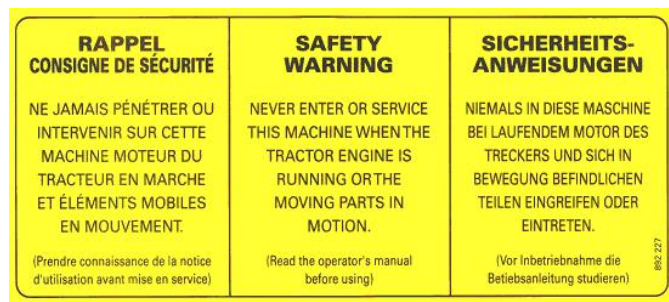 RAPPEL
CONSIGNE DE SÉCURITÉ
NE JAMAIS PÉNÉTRER OU
INTERVENIR SUR CETTE
MACHINE MOTEUR DU
TRACTEUR EN MARCHE
ET ÉLÉMENTS MOBILES
EN MOUVEMENT.
(Prendre connaissance de la notice
d'utilisation avant mise en service)
SAFETY
WARNING
NEVER ENTER OR SERVICE
THIS MACHINE WHEN THE
TRACTOR ENGINE IS
RUNNING OR THE
MOVING PARTS IN
MOTION.
(Read the operator's manual
before using)
SICHERHEITS-
ANWEISUNGEN
NIEMALS IN DIESE MASCHINE
BEI LAUFENDEM MOTOR DES
TRECKERS UND SICH IN
BEWEGUNG BEFINDLICHEN
TEILEN EINGREIFEN ODER
EINTRETEN.
(Vor Inbetriebnahme die
Betiebsanleitung studieren)
892 227